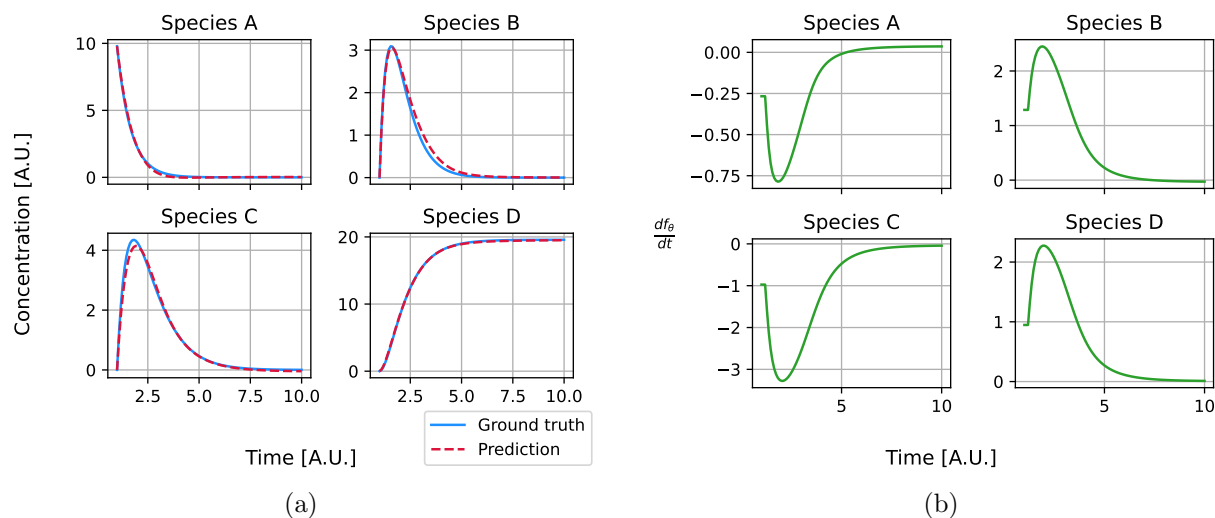 Species A
Species B
10
5
0
3
2
1
0
Species C
Species D
4
2
0
20
10
0
2.5 5.0 7.5 10.0
2.5 5.0 7.5 10.0
Concentration [A.U.]
Time [A.U.]
Ground truth
Prediction
(a)
Species A
Species B
0.00
−0.25
−0.50
−0.75
2
1
0
Species C
Species D
0
−1
−2
−3
2
1
0
5 10
5 10
df_θ
dt
Time [A.U.]
(b)